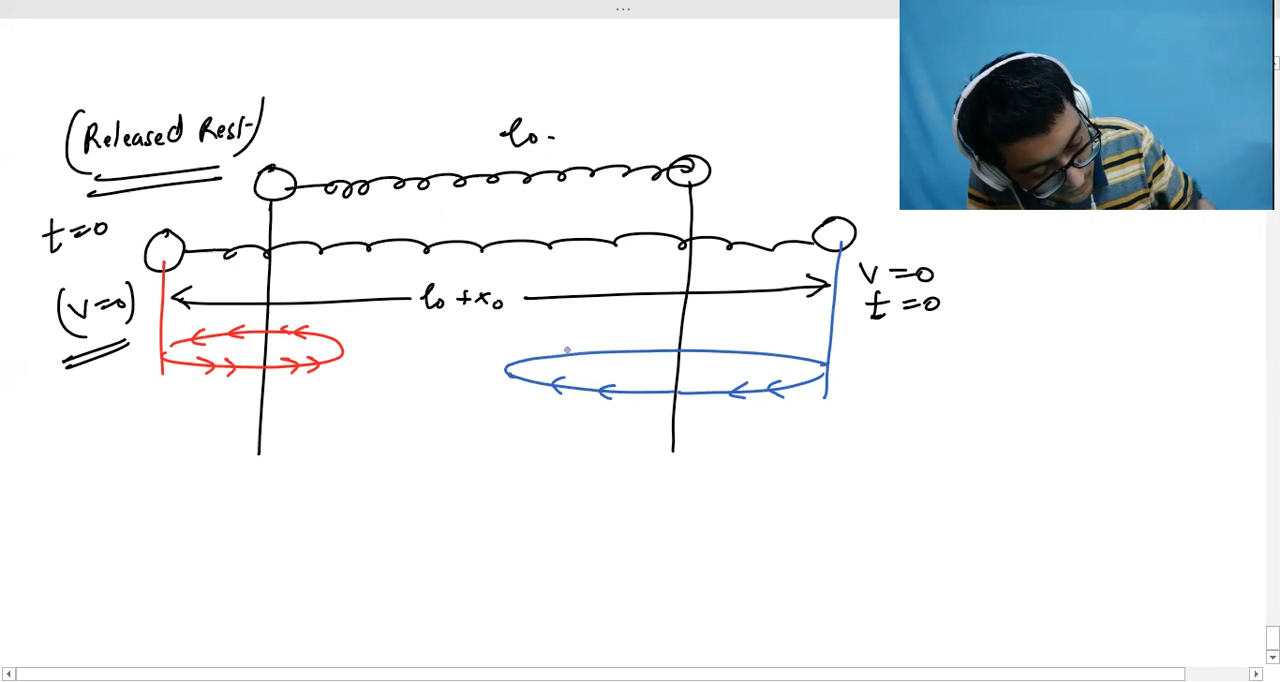 (Released Rest)
l₀.
t=0
(v=0)
l₀+x₀
v=0
t=0